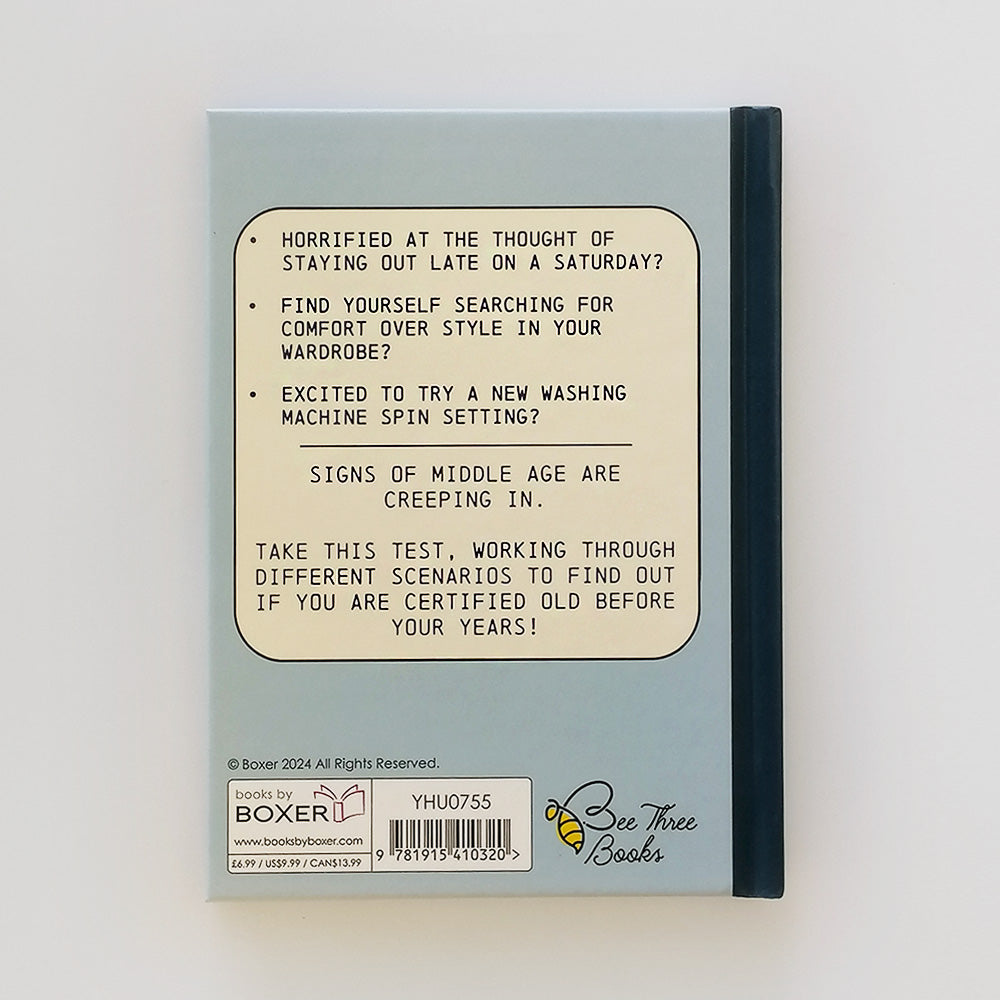 • HORRIFIED AT THE THOUGHT OF
STAYING OUT LATE ON A SATURDAY?
• FIND YOURSELF SEARCHING FOR
COMFORT OVER STYLE IN YOUR
WARDROBE?
• EXCITED TO TRY A NEW WASHING
MACHINE SPIN SETTING?
SIGNS OF MIDDLE AGE ARE
CREEPING IN.
TAKE THIS TEST, WORKING THROUGH
DIFFERENT SCENARIOS TO FIND OUT
IF YOU ARE CERTIFIED OLD BEFORE
YOUR YEARS!
© Boxer 2024 All Rights Reserved.
books by
BOXER
www.booksbyboxer.com
£6.99 / US$9.99 / CAN$13.99
YHU0755
9 781915 410320 >
Bee Three
Books